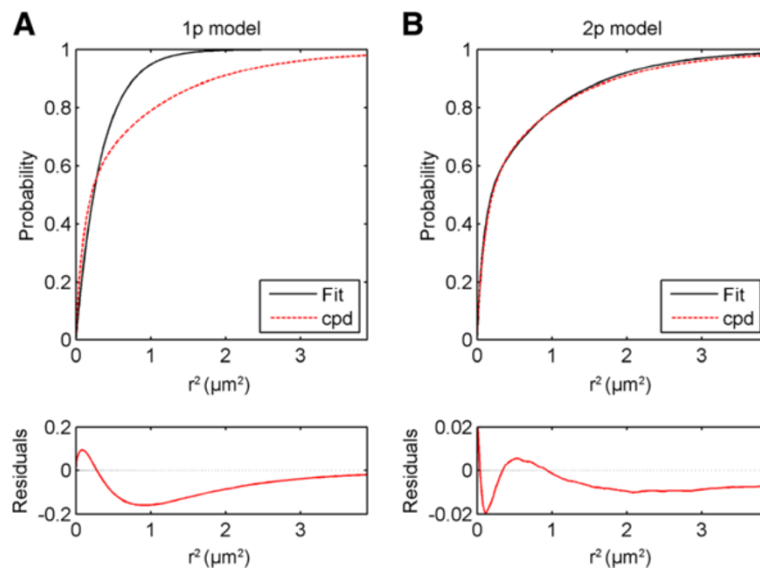 A
1p model
Probability
1
0.8
0.6
0.4
0.2
0
Fit
cpd
0 1 2 3
r² (μm²)
Residuals
0.2
0
-0.2
0 1 2 3
r² (μm²)
B
2p model
Probability
1
0.8
0.6
0.4
0.2
0
Fit
cpd
0 1 2 3
r² (μm²)
Residuals
0.02
0
-0.02
0 1 2 3
r² (μm²)